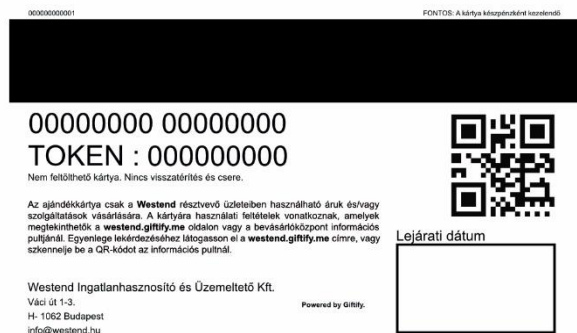 000000000001
FONTOS: A kártya készpénzként kezelendő
00000000 00000000
TOKEN : 000000000
Nem feltölthető kártya. Nincs visszatérítés és csere.
Az ajándékkártya csak a Westend résztvevő üzleteiben használható áruk és/vagy
szolgáltatások vásárlására. A kártyára használati feltételek vonatkoznak, amelyek
megtekinthetők a westend.giftify.me oldalon vagy a bevásárlóközpont információs
pultjánál. Egyenlege lekérdezéséhez látogasson el a westend.giftify.me címre, vagy
szkennelje be a QR-kódot az információs pultnál.
Lejárati dátum
Westend Ingatlanhasznosító és Üzemeltető Kft.
Váci út 1-3.
Powered by Giftify.
H- 1062 Budapest
info@westend.hu